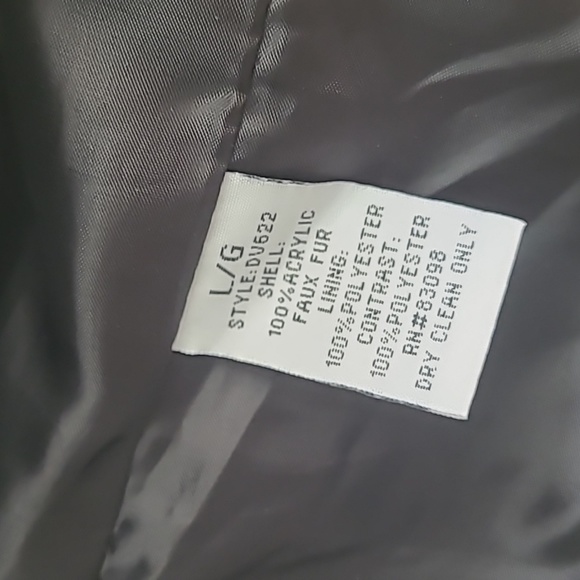 L/G
STYLE:DV622
SHELL:
100%ACRYLIC
FAUX FUR
LINING:
100%POLYESTER
CONTRAST:
100%POLYESTER
RN#83098
DRY CLEAN ONLY